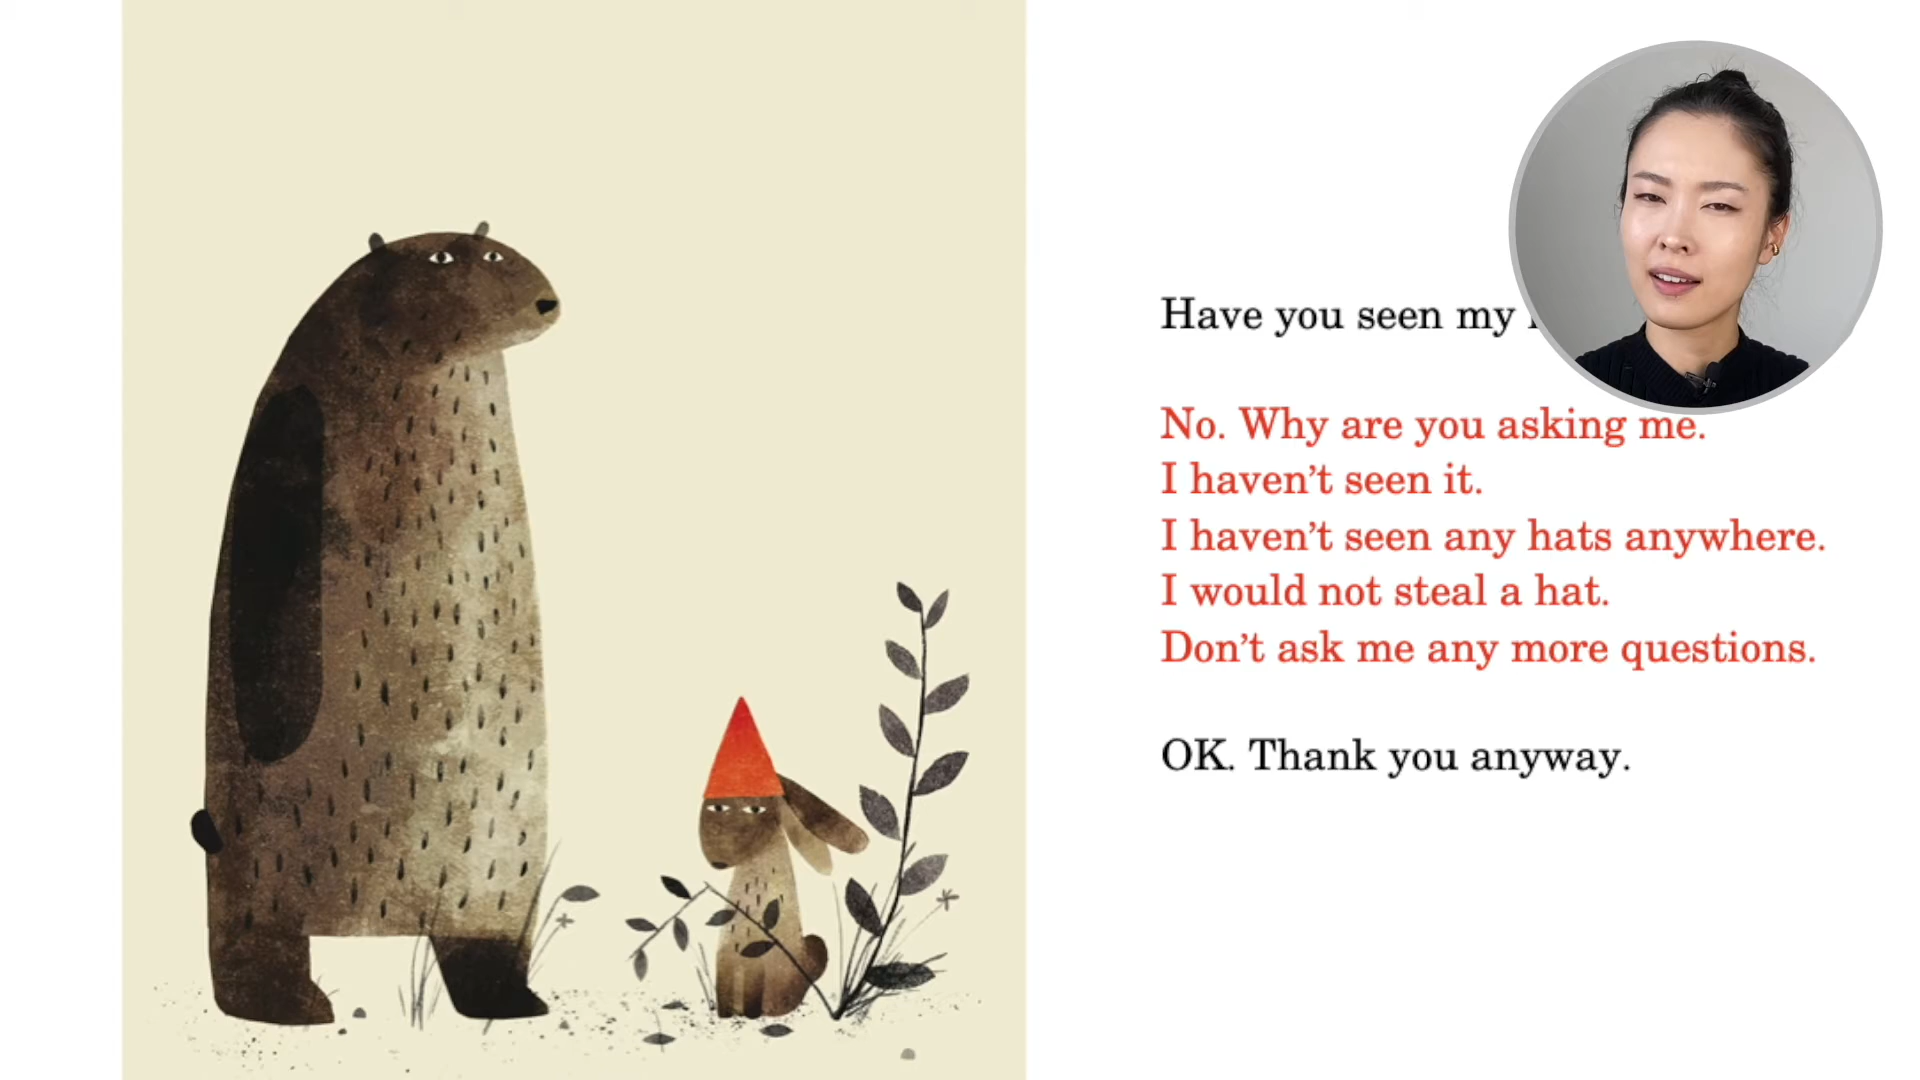 Have you seen my
No. Why are you asking me.
I haven’t seen it.
I haven’t seen any hats anywhere.
I would not steal a hat.
Don’t ask me any more questions.
OK. Thank you anyway.